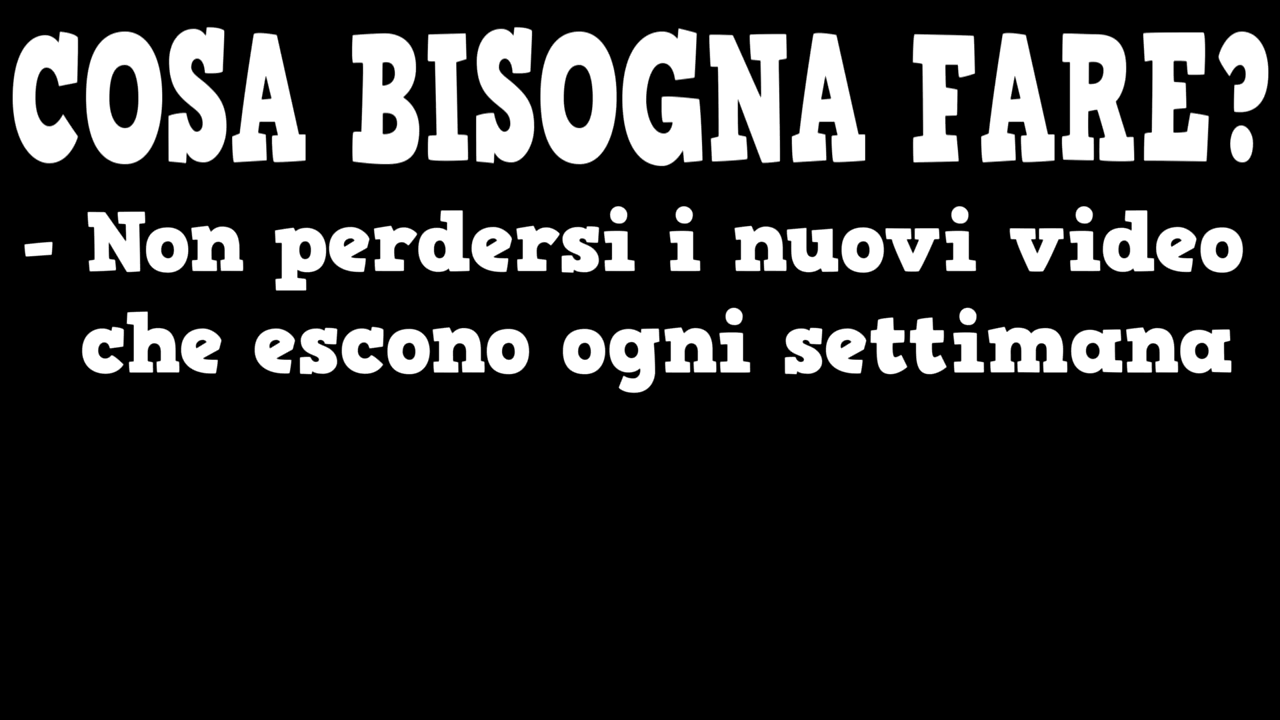 COSA BISOGNA FARE?
- Non perdersi i nuovi video
che escono ogni settimana